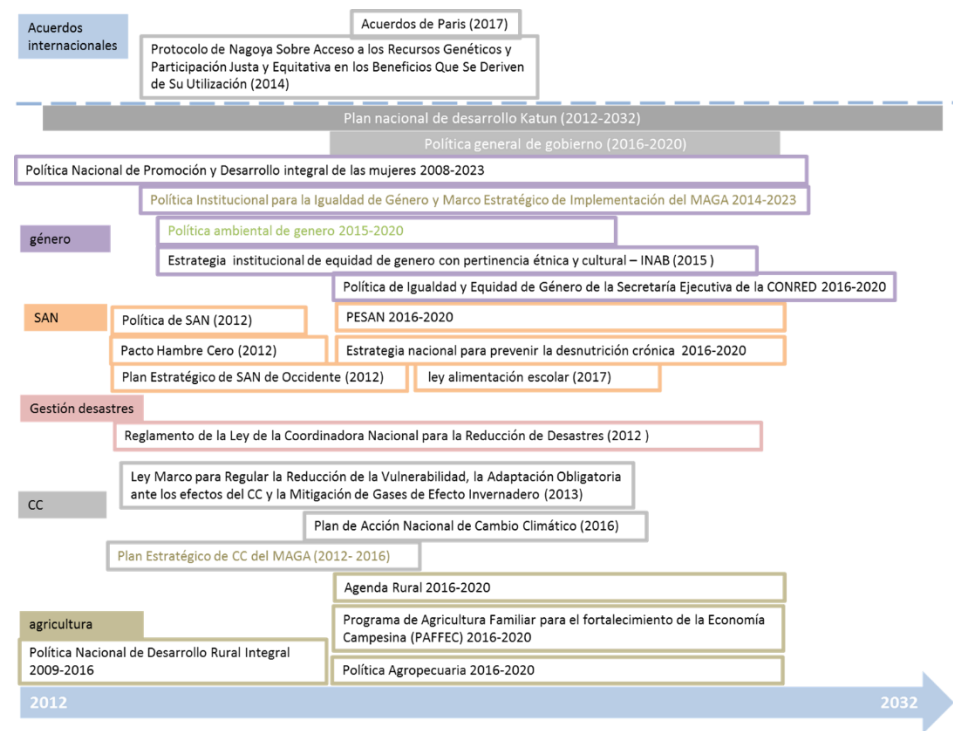 Acuerdos
internacionales
Acuerdos de Paris (2017)
Protocolo de Nagoya Sobre Acceso a los Recursos Genéticos y
Participación Justa y Equitativa en los Beneficios Que Se Deriven
de Su Utilización (2014)
Plan nacional de desarrollo Katun (2012-2032)
Política general de gobierno (2016-2020)
Política Nacional de Promoción y Desarrollo integral de las mujeres 2008-2023
Política Institucional para la Igualdad de Género y Marco Estratégico de Implementación del MAGA 2014-2023
género
Política ambiental de genero 2015-2020
Estrategia institucional de equidad de genero con pertinencia étnica y cultural – INAB (2015 )
Política de Igualdad y Equidad de Género de la Secretaría Ejecutiva de la CONRED 2016-2020
SAN
Política de SAN (2012)
PESAN 2016-2020
Pacto Hambre Cero (2012)
Estrategia nacional para prevenir la desnutrición crónica 2016-2020
Plan Estratégico de SAN de Occidente (2012)
ley alimentación escolar (2017)
Gestión desastres
Reglamento de la Ley de la Coordinadora Nacional para la Reducción de Desastres (2012 )
CC
Ley Marco para Regular la Reducción de la Vulnerabilidad, la Adaptación Obligatoria
ante los efectos del CC y la Mitigación de Gases de Efecto Invernadero (2013)
Plan de Acción Nacional de Cambio Climático (2016)
Plan Estratégico de CC del MAGA (2012- 2016)
Agenda Rural 2016-2020
agricultura
Programa de Agricultura Familiar para el fortalecimiento de la Economía
Campesina (PAFFEC) 2016-2020
Política Nacional de Desarrollo Rural Integral
2009-2016
Política Agropecuaria 2016-2020
2012
2032